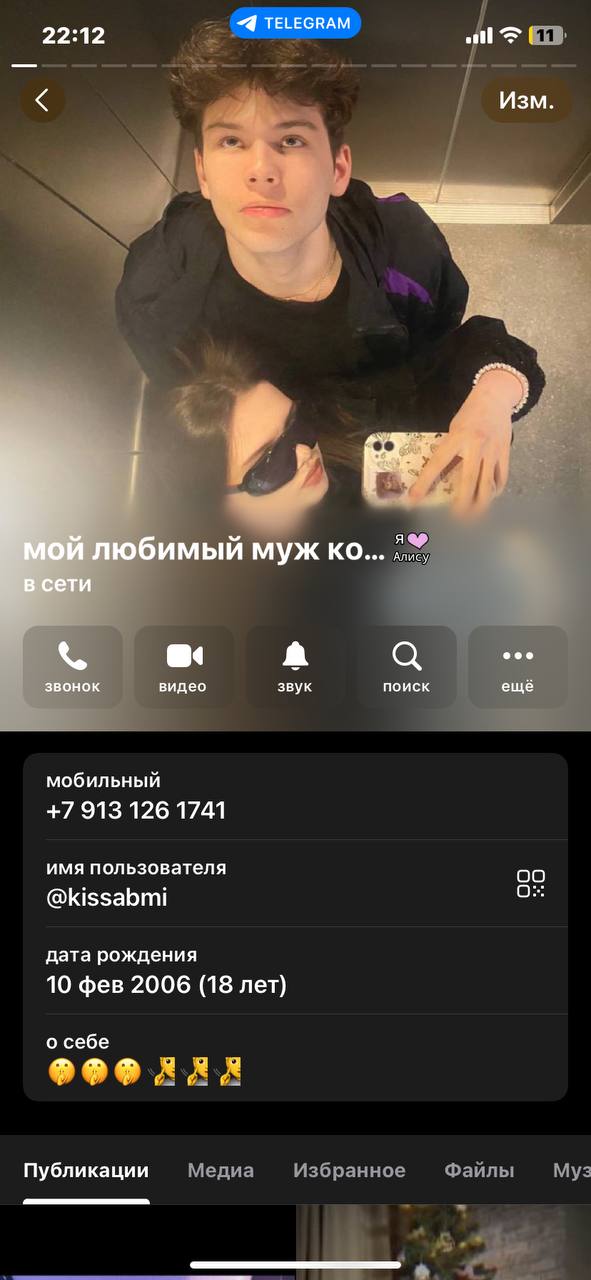 22:12
TELEGRAM
11
Изм.
мой любимый муж ко...
Я
Алису
в сети
звонок
видео
звук
поиск
ещё
мобильный
+7 913 126 1741
имя пользователя
@kissabmi
дата рождения
10 фев 2006 (18 лет)
о себе
🤫🤫🤫
Публикации Медиа Избранное Файлы Муз